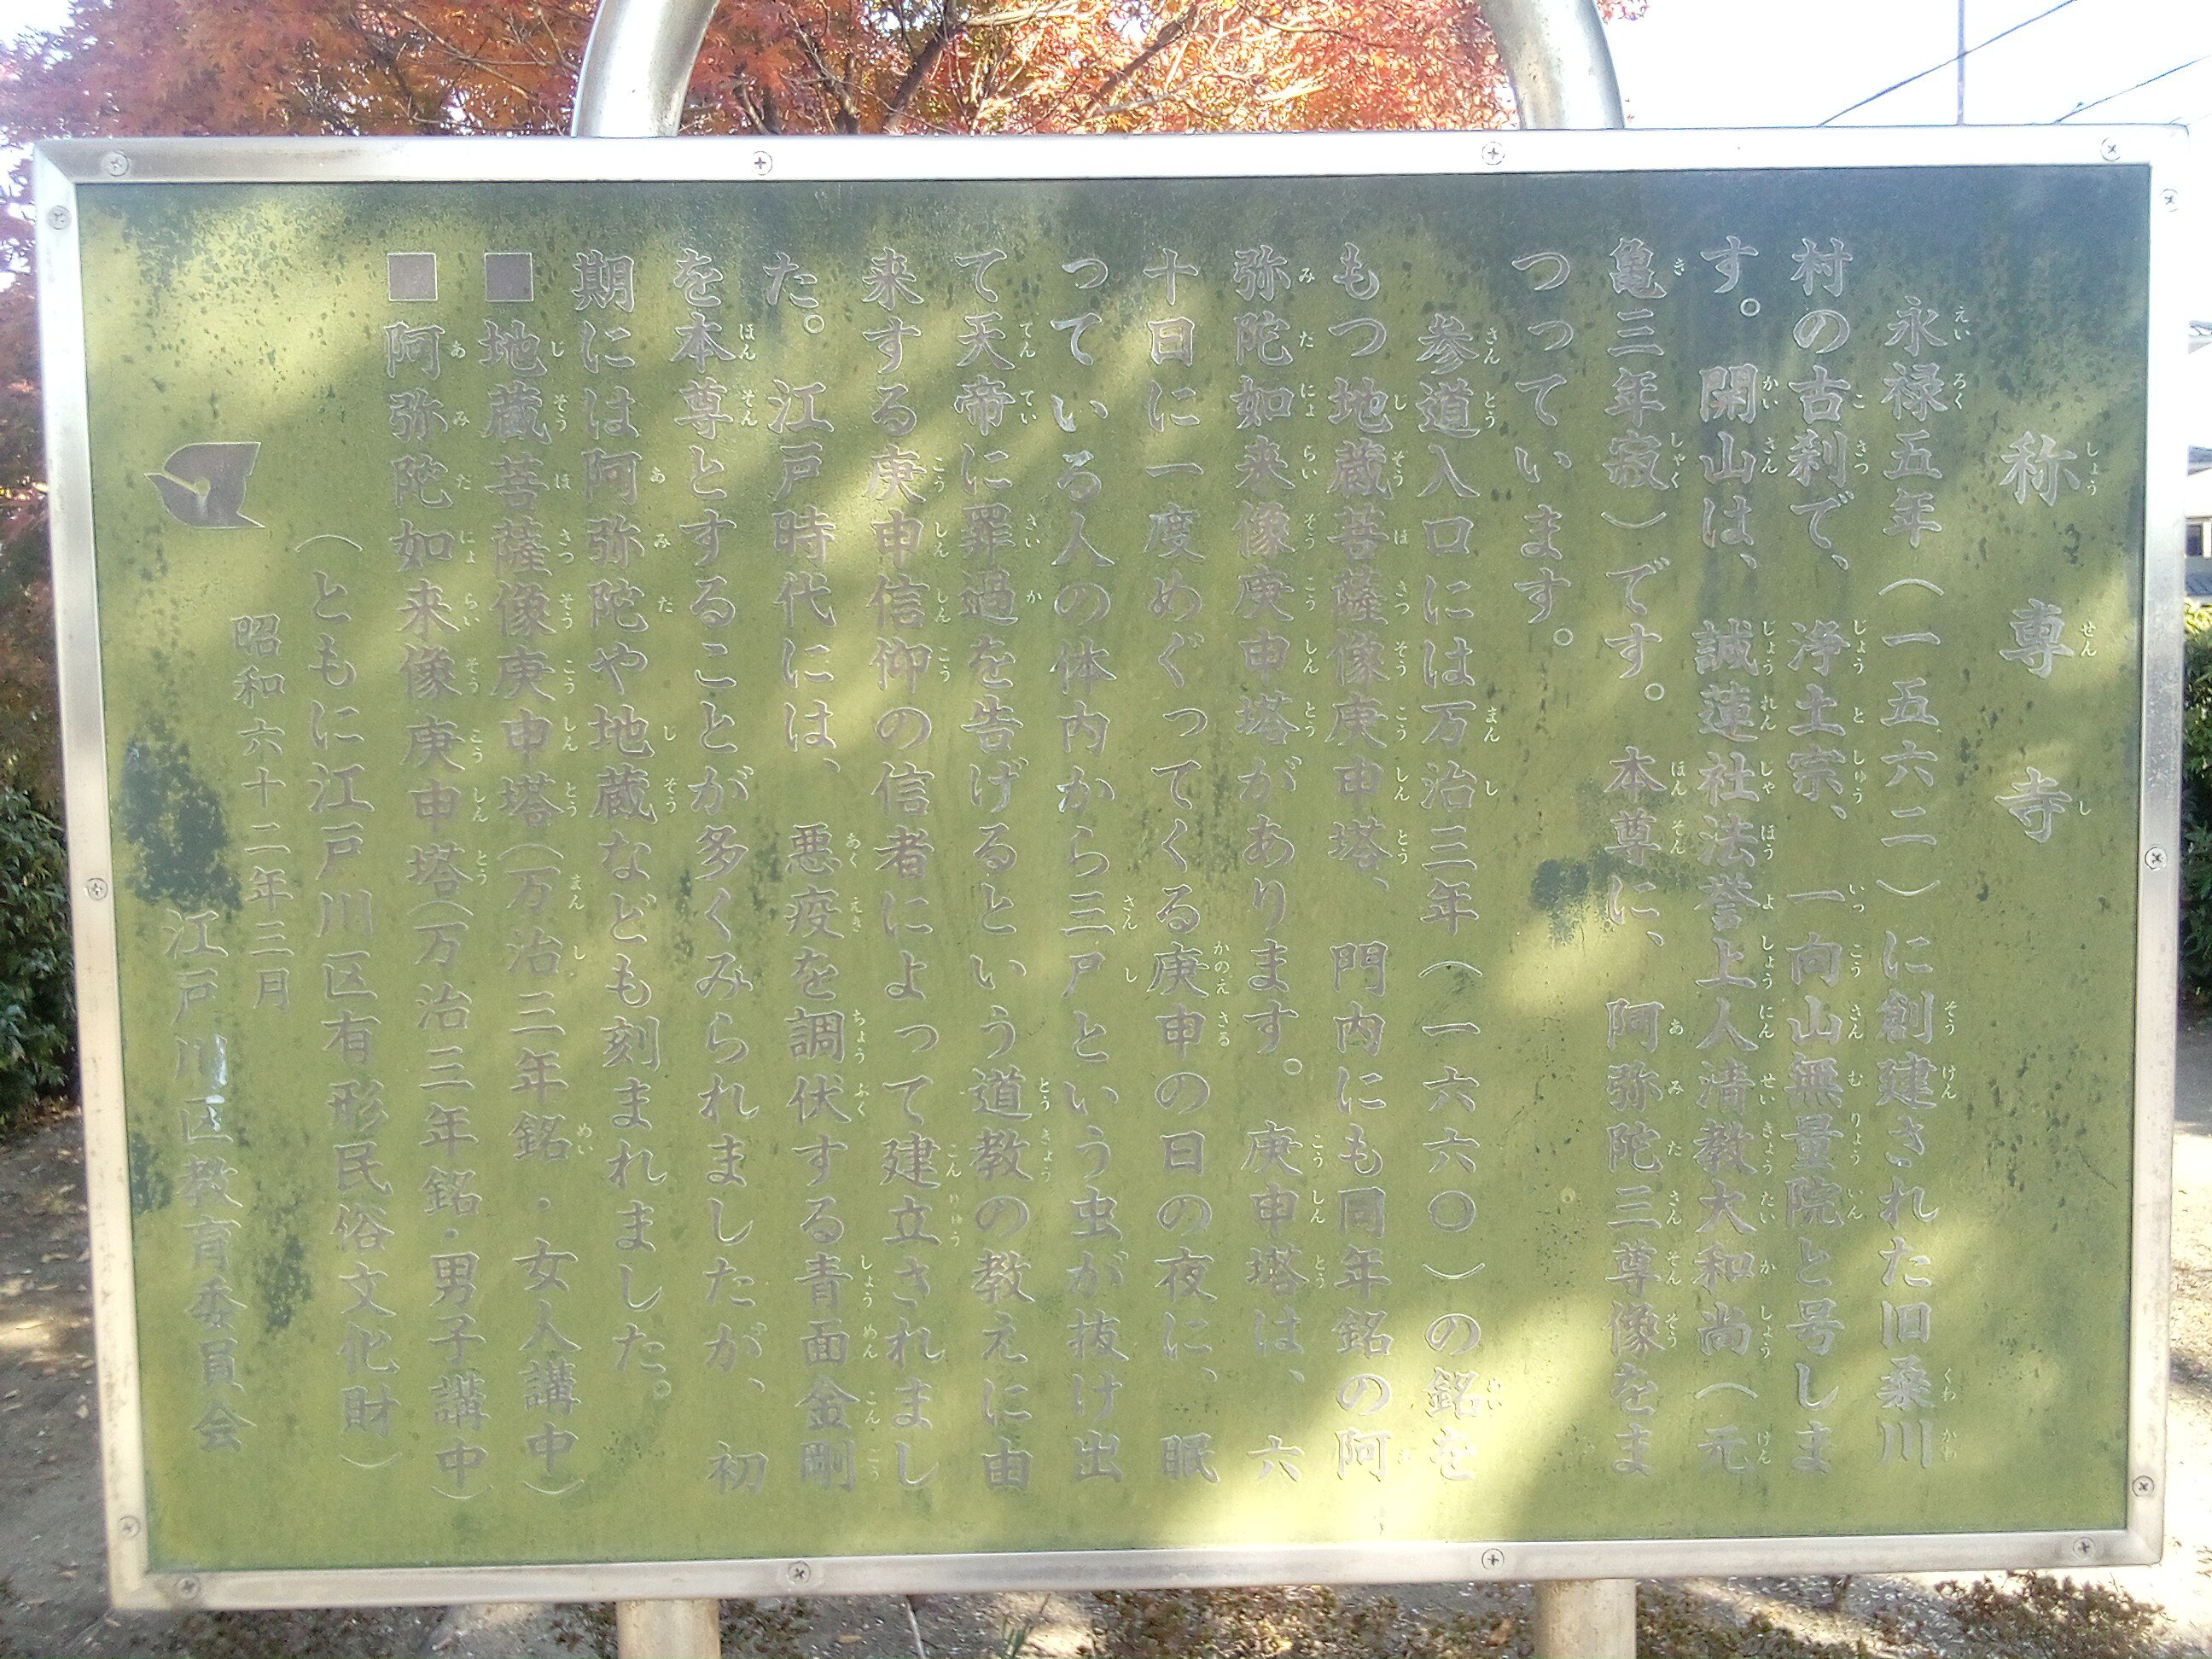 称専寺
永禄五年（一五六二）に創建された旧桑川
村の古刹で、浄土宗、一向山無量院と号しま
す。開山は、誠蓮社法誉上人清教大和尚（元
亀三年寂）です。本尊に、阿弥陀三尊像をま
つっています。
参道入口には万治三年（一六六〇）の銘を
もつ地蔵菩薩像庚申塔、門内にも同年銘の阿
弥陀如来像庚申塔があります。庚申塔は、六
十日に一度めぐってくる庚申の日の夜に、眠
っている人の体内から三尸という虫が抜け出
て天帝に罪過を告げるという道教の教えに由
来する庚申信仰の信者によって建立されまし
た。江戸時代には、悪疫を調伏する青面金剛
を本尊とすることが多くみられましたが、初
期には阿弥陀や地蔵なども刻まれました。
■地蔵菩薩像庚申塔（万治三年銘・女人講中）
■阿弥陀如来像庚申塔（万治三年銘・男子講中）
（ともに江戸川区有形民俗文化財）
昭和六十二年三月
江戸川区教育委員会